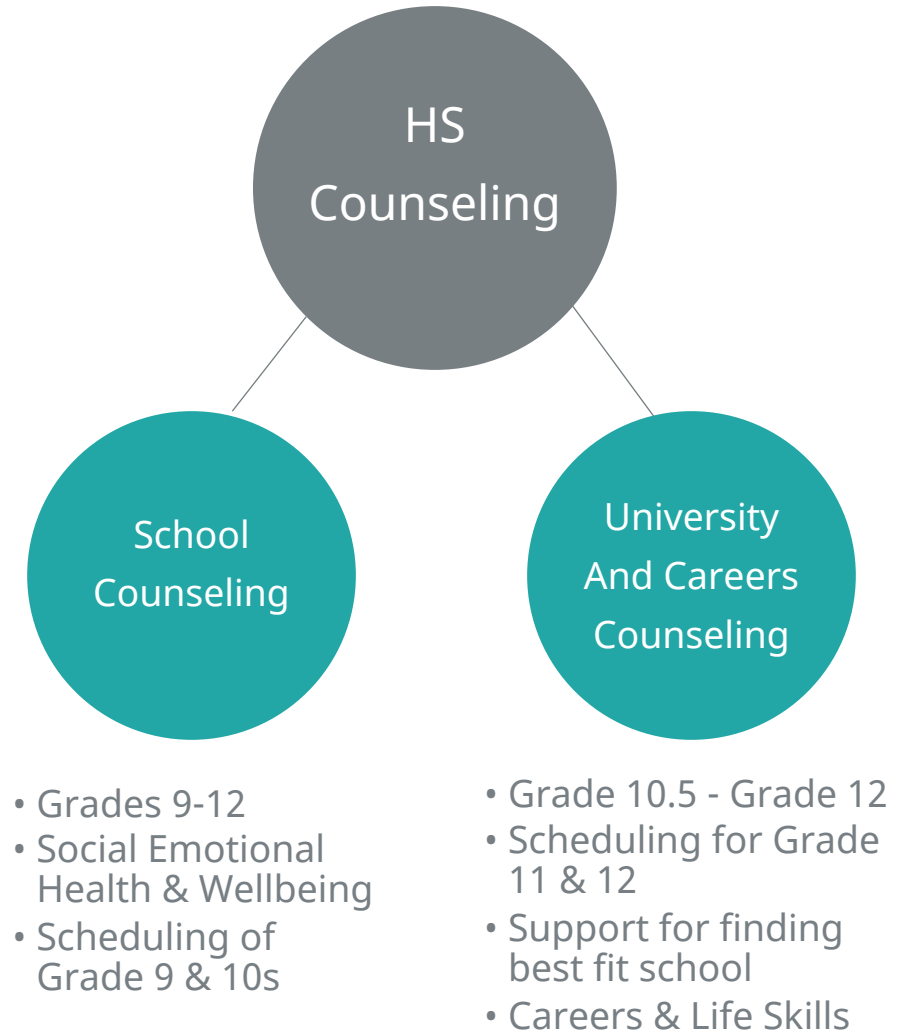 HS
Counseling
School
Counseling
University
And Careers
Counseling
• Grades 9-12
• Social Emotional
Health & Wellbeing
• Scheduling of
Grade 9 & 10s
• Grade 10.5 - Grade 12
• Scheduling for Grade
11 & 12
• Support for finding
best fit school
• Careers & Life Skills